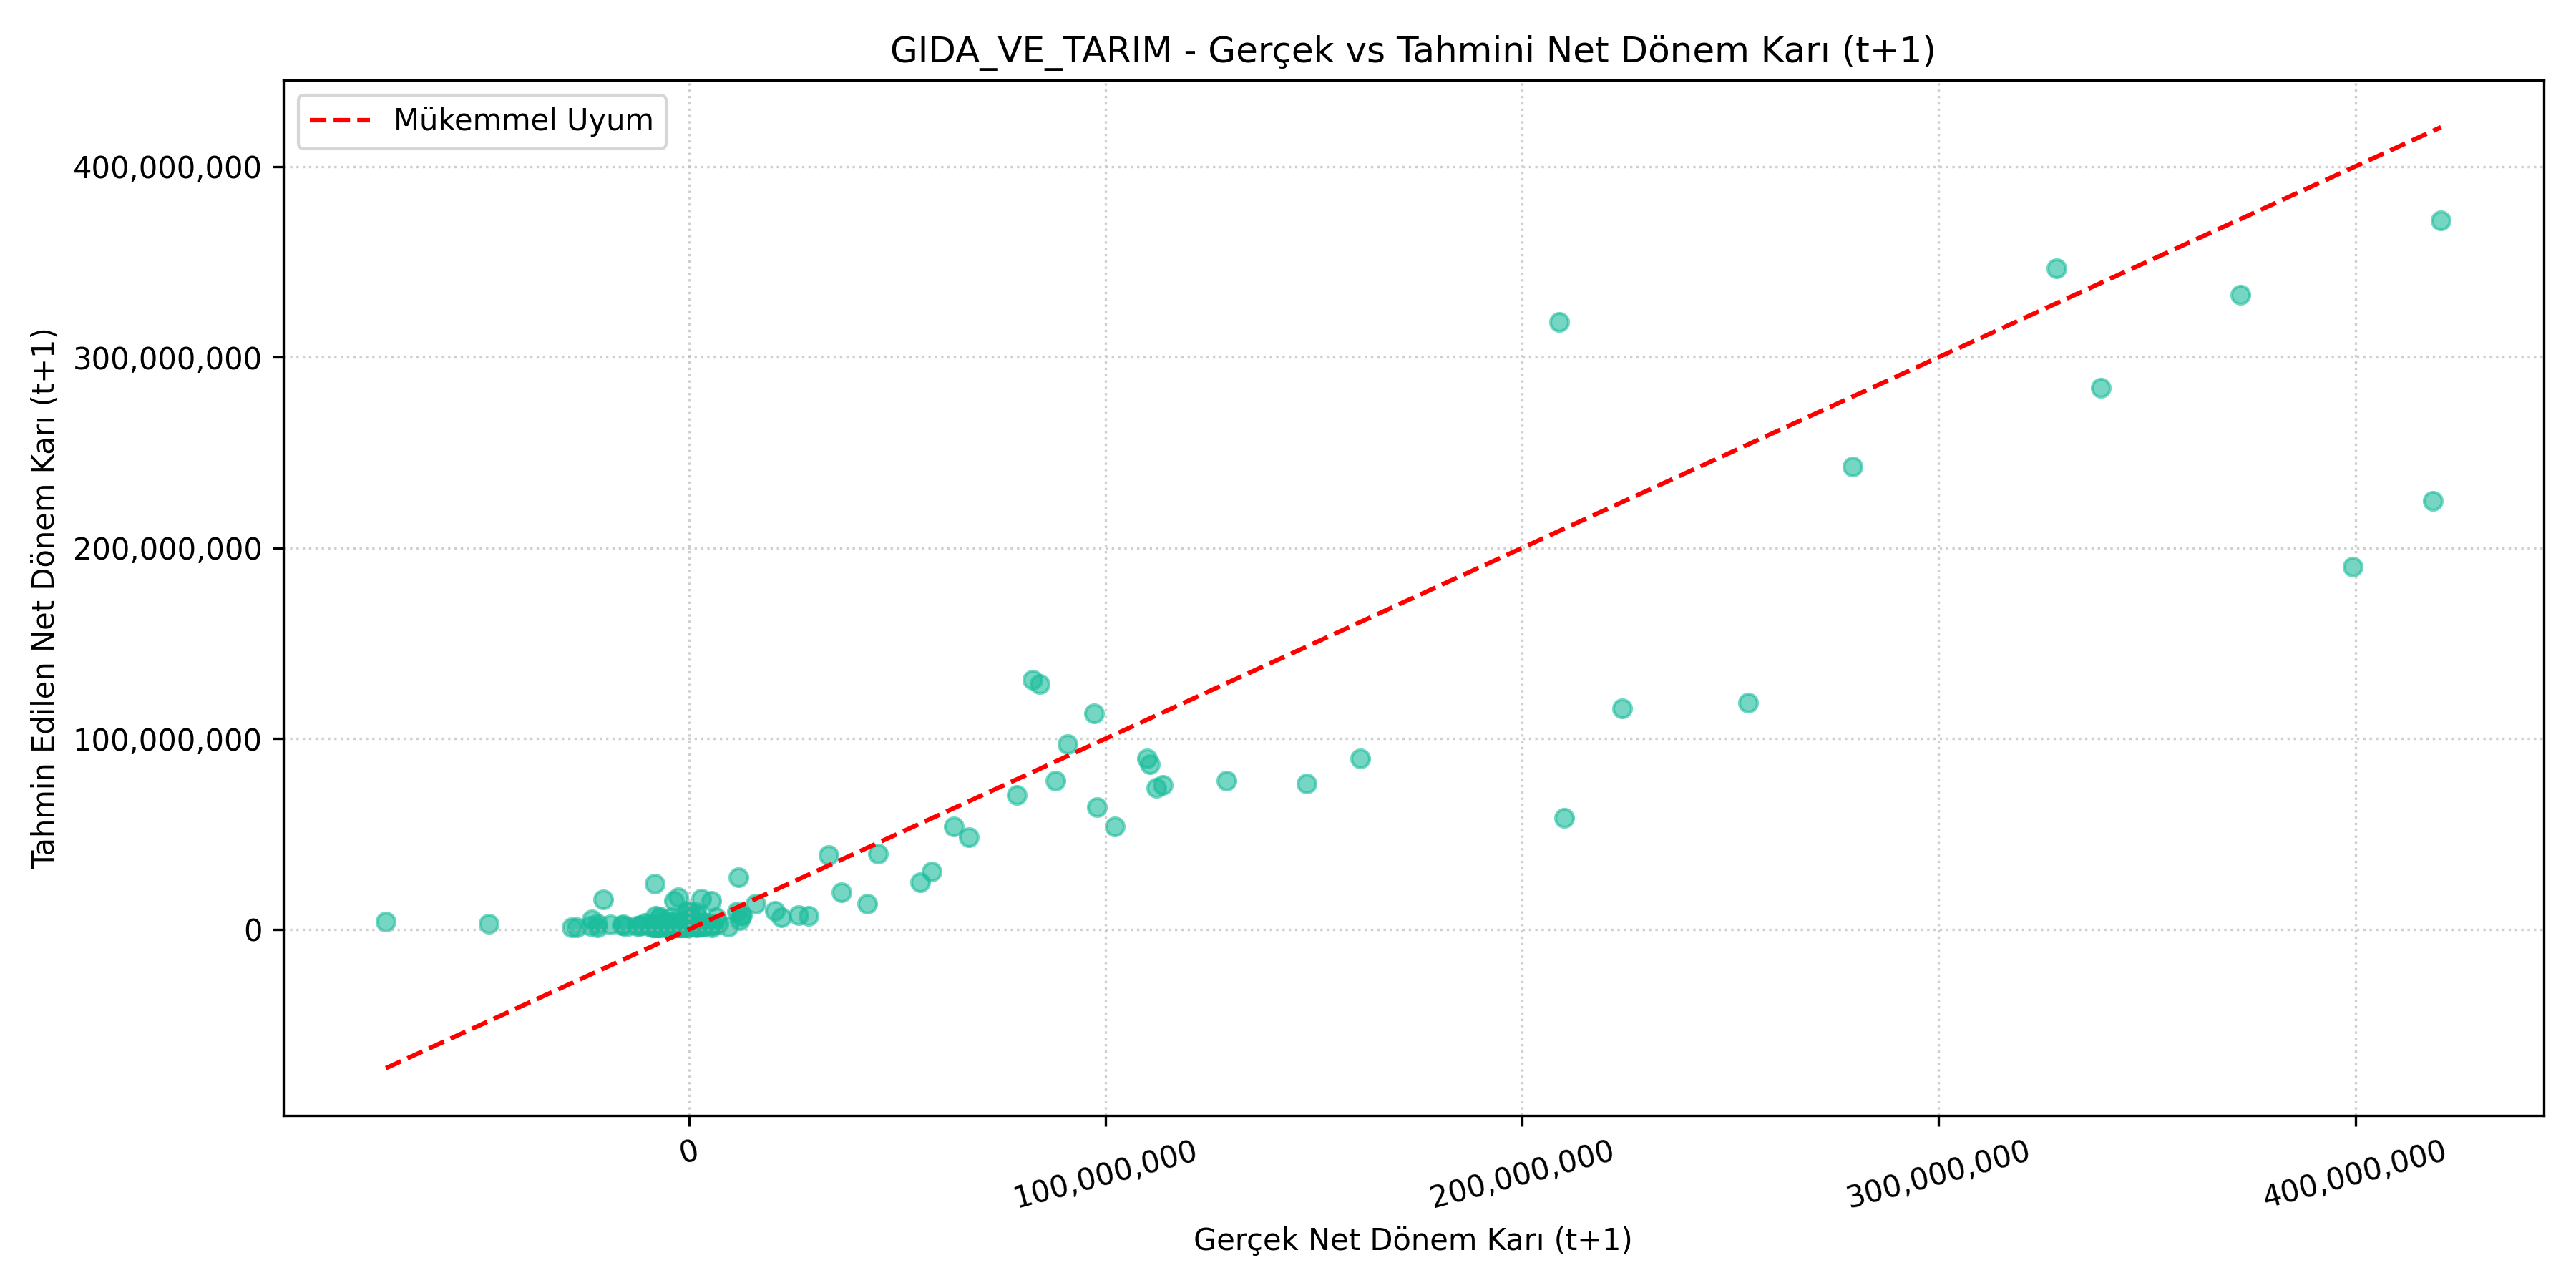 GIDA_VE_TARIM - Gerçek vs Tahmini Net Dönem Karı (t+1)
Mükemmel Uyum
Tahmin Edilen Net Dönem Karı (t+1)
400,000,000
300,000,000
200,000,000
100,000,000
0
0
100,000,000
200,000,000
300,000,000
400,000,000
Gerçek Net Dönem Karı (t+1)